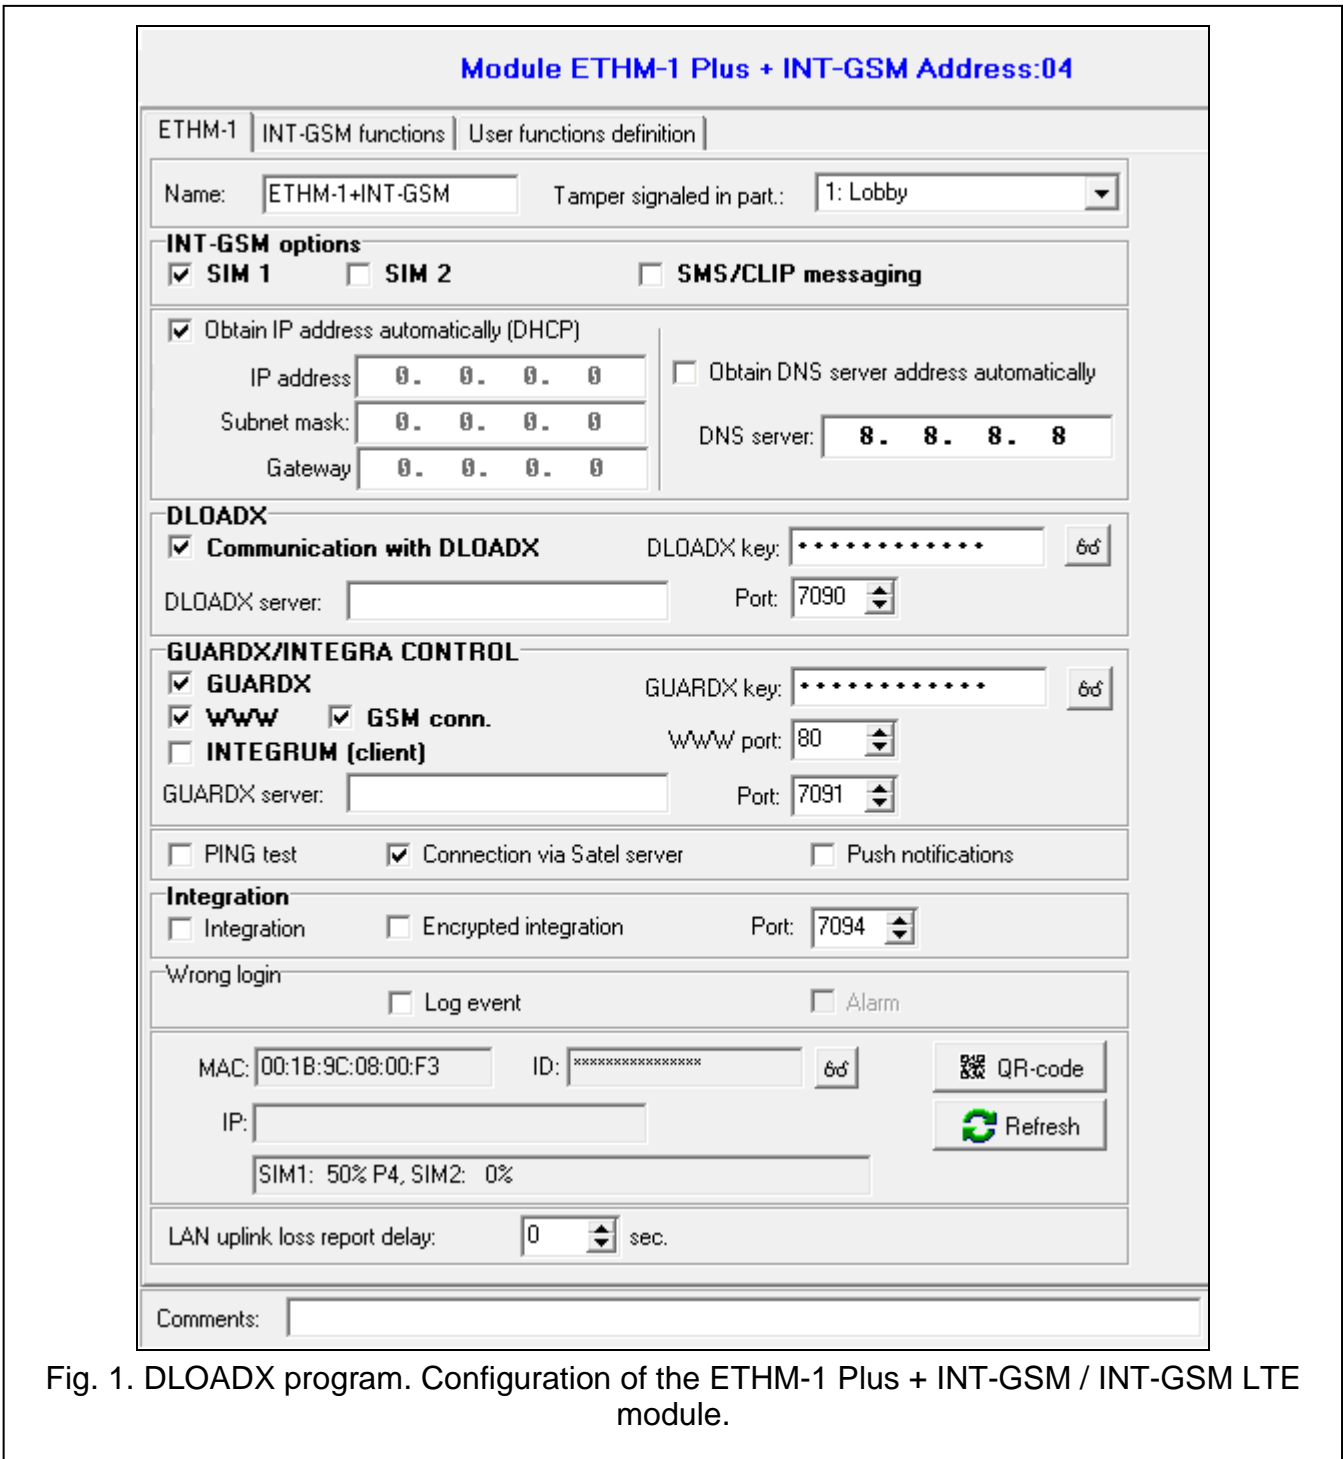 Module ETHM-1 Plus + INT-GSM Address:04
ETHM-1 INT-GSM functions User functions definition
Name: ETHM-1+INT-GSM Tamper signaled in part.: 1: Lobby
INT-GSM options
SIM 1 SIM 2 SMS/CLIP messaging
Obtain IP address automatically (DHCP)
IP address 0. 0. 0. 0
Obtain DNS server address automatically
Subnet mask: 0. 0. 0. 0
DNS server: 8. 8. 8. 8
Gateway 0. 0. 0. 0
DLOADX
Communication with DLOADX DLOADX key: ••••••••••••
DLOADX server: Port: 7090
GUARDX/INTEGRA CONTROL
GUARDX GUARDX key: ••••••••••••
WWW GSM conn.
WWW port: 80
INTEGRUM (client)
GUARDX server: Port: 7091
PING test Connection via Satel server Push notifications
Integration
Integration Encrypted integration Port: 7094
Wrong login
Log event Alarm
MAC: 00:1B:9C:08:00:F3 ID: **************** QR-code
IP: Refresh
SIM1: 50% P4, SIM2: 0%
LAN uplink loss report delay: 0 sec.
Comments:
Fig. 1. DLOADX program. Configuration of the ETHM-1 Plus + INT-GSM / INT-GSM LTE
module.